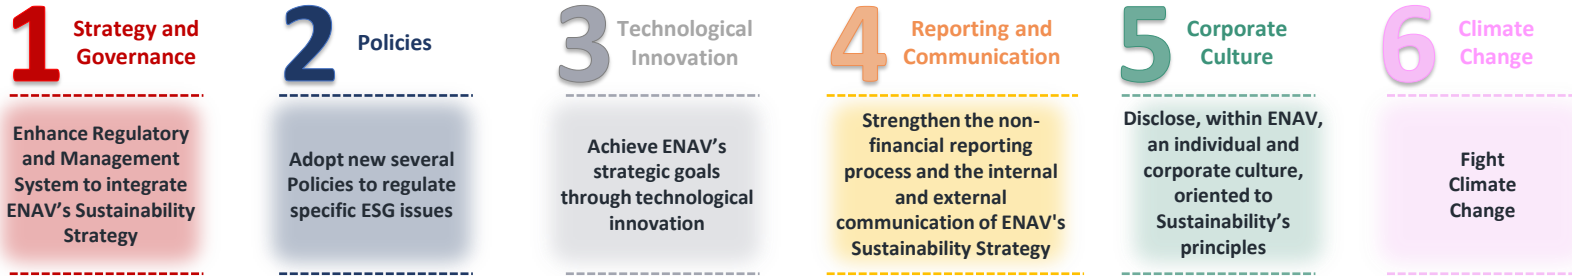 1
Strategy and
Governance
Enhance Regulatory
and Management
System to integrate
ENAV’s Sustainability
Strategy
2
Policies
Adopt new several
Policies to regulate
specific ESG issues
3
Technological
Innovation
Achieve ENAV’s
strategic goals
through technological
innovation
4
Reporting and
Communication
Strengthen the non-
financial reporting
process and the internal
and external
communication of ENAV's
Sustainability Strategy
5
Corporate
Culture
Disclose, within ENAV,
an individual and
corporate culture,
oriented to
Sustainability’s
principles
6
Climate
Change
Fight
Climate
Change